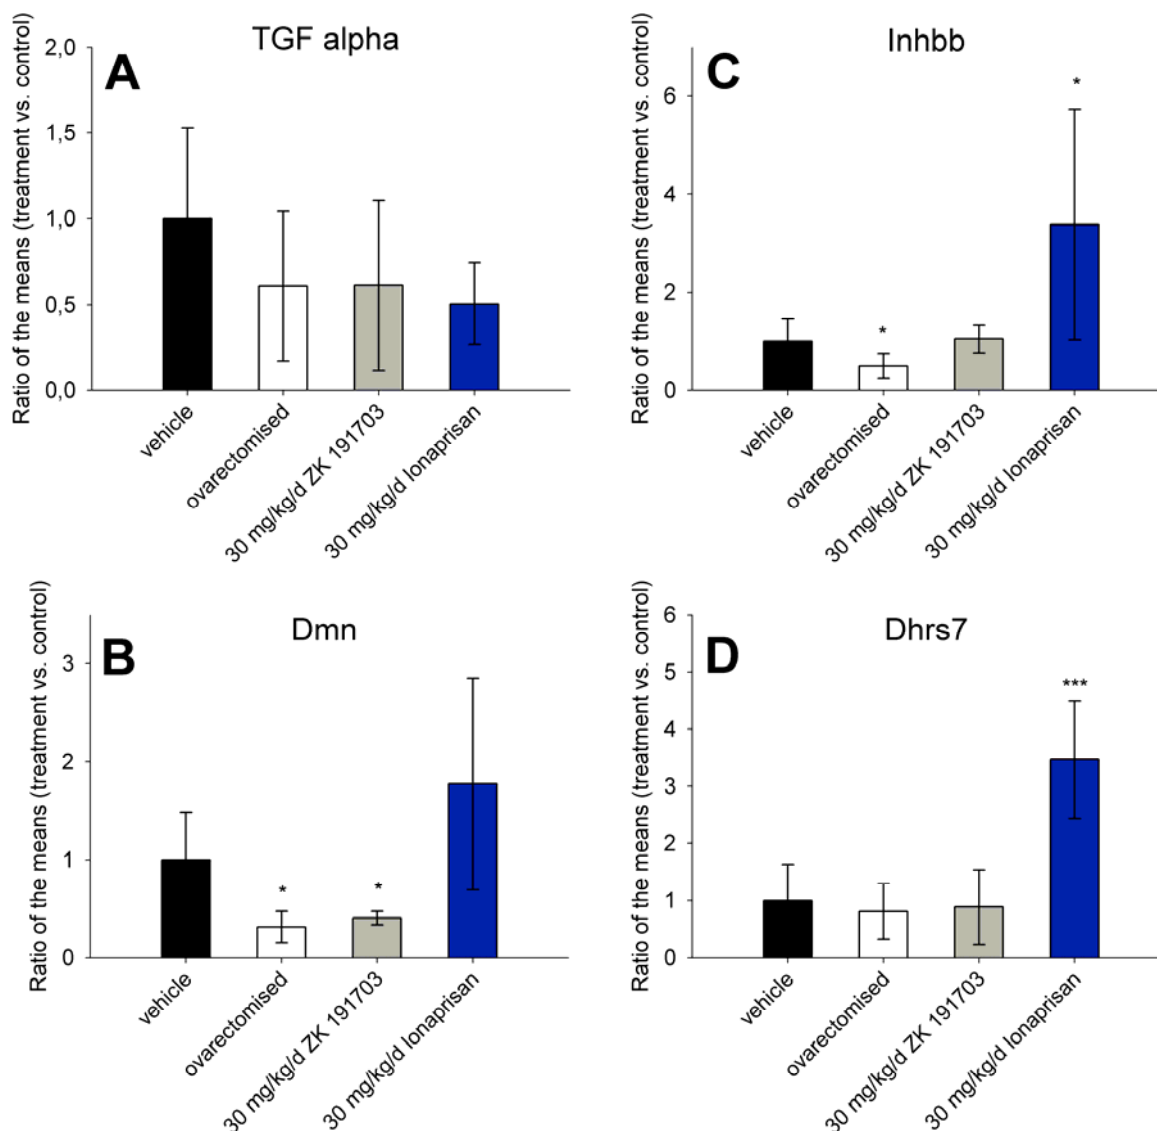 TGF alpha
A
Ratio of the means (treatment vs. control)
2,0
1,5
1,0
0,5
0,0
vehicle
ovarectomised
30 mg/kg/d ZK 191703
30 mg/kg/d lonaprisan
Inhbb
C
Ratio of the means (treatment vs. control)
6
4
2
0
*
*
vehicle
ovarectomised
30 mg/kg/d ZK 191703
30 mg/kg/d lonaprisan
Dmn
B
Ratio of the means (treatment vs. control)
3
2
1
0
*
*
vehicle
ovarectomised
30 mg/kg/d ZK 191703
30 mg/kg/d lonaprisan
Dhrs7
D
Ratio of the means (treatment vs. control)
6
5
4
3
2
1
0
***
vehicle
ovarectomised
30 mg/kg/d ZK 191703
30 mg/kg/d lonaprisan